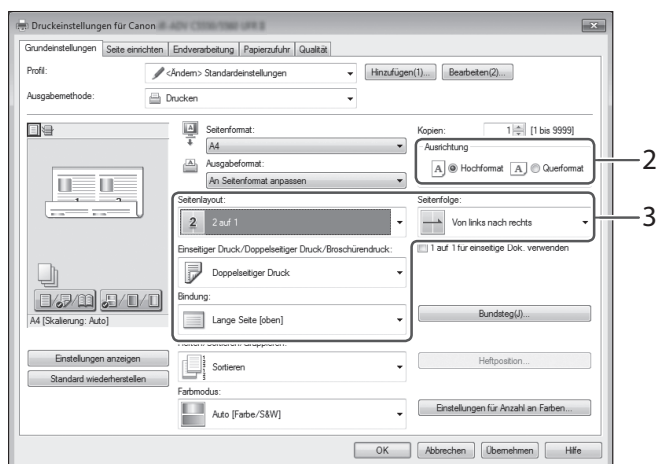 Druckeinstellungen für Canon
Grundeinstellungen Seite einrichten Endverarbeitung Papierzufuhr Qualität
Profil: <Ändern> Standardeinstellungen Hinzufügen(1)... Bearbeiten(2)...
Ausgabemethode: Drucken
Seitenformat: Kopien: 1 [1 bis 9999]
A4
Ausrichtung
A Hochformat A Querformat 2
Ausgabeformat:
An Seitenformat anpassen
Seitenlayout: Seitenfolge:
2 2 auf 1 Von links nach rechts 3
Einseitiger Druck/Doppelseitiger Druck/Broschürendruck: 1 auf 1 für einseitige Dok. verwenden
Doppelseitiger Druck
Bindung:
Lange Seite [oben] Bundsteg(J)...
A4 [Skalierung: Auto]
Einstellungen anzeigen
Heften/Sortieren/Gruppieren:
Sortieren Heftposition...
Standard wiederherstellen
Farbmodus:
Auto [Farbe/S&W] Einstellungen für Anzahl an Farben...
OK Abbrechen Übernehmen Hilfe